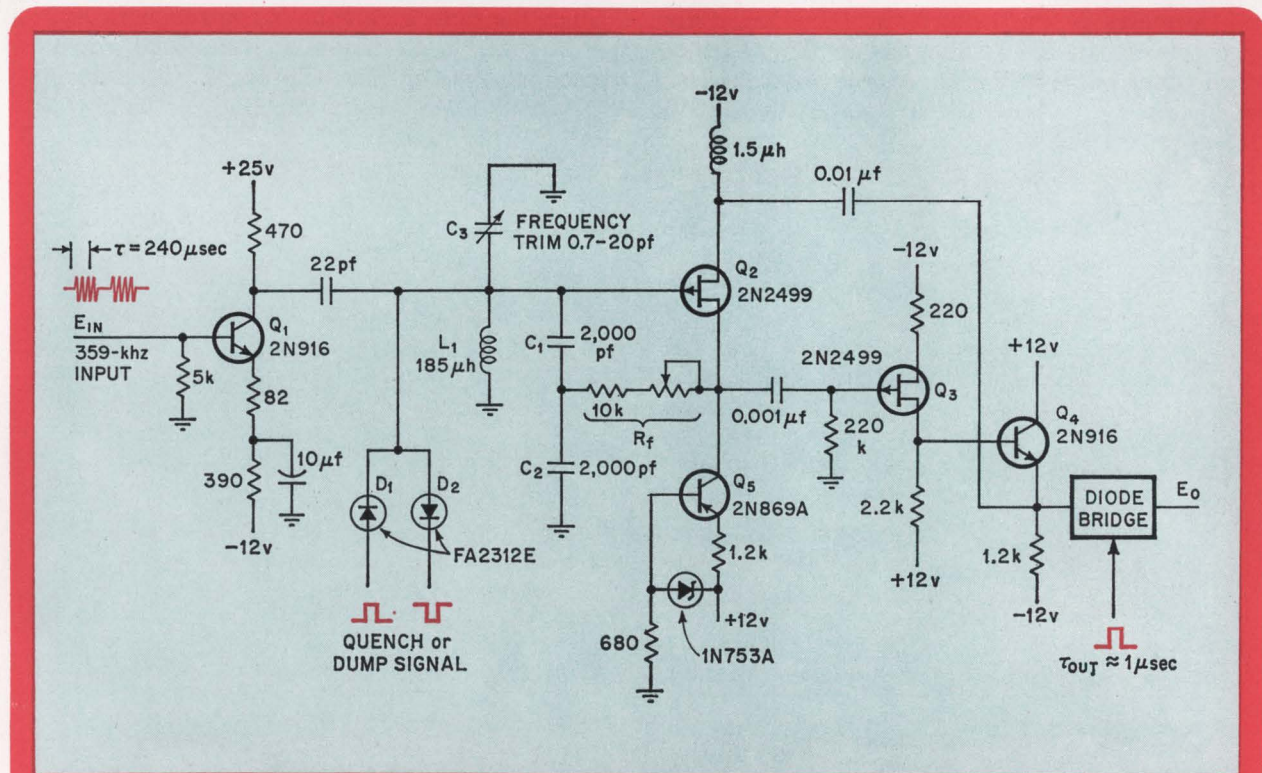 -12v
1.5μh
0.01 μf
+25v
470
C3
FREQUENCY
TRIM 0.7-20pf
τ = 240μsec
22pf
Q2
2N2499
-12v
220
EIN
359-khz
INPUT
Q1
2N916
5k
L1
185μh
C1
2,000
pf
2N2499
Q3
+12v
82
10k
Rf
0.001μf
220
k
Q4
2N916
390
10μf
D1
D2
C2
2,000pf
Q5
2N869A
2.2k
DIODE
BRIDGE
Eo
-12v
FA2312E
1.2k
+12v
1.2k
-12v
QUENCH or
DUMP SIGNAL
680
+12v
1N753A
τOUT ≈ 1μsec